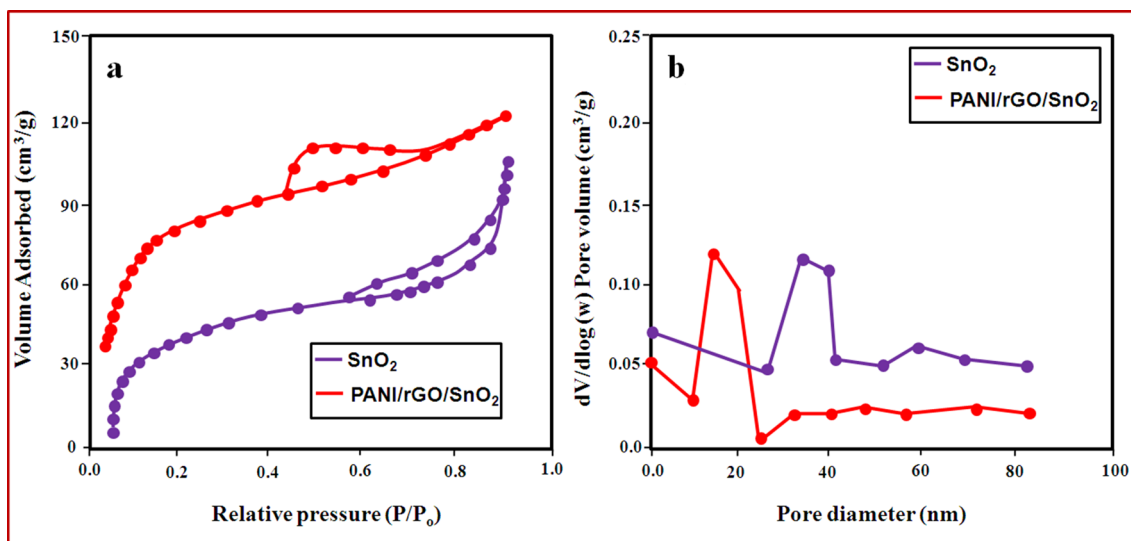 a
Volume Adsorbed (cm³/g)
150
120
90
60
30
0
0.0 0.2 0.4 0.6 0.8 1.0
Relative pressure (P/Pₒ)
SnO₂
PANI/rGO/SnO₂
b
dV/dlog (w) Pore volume (cm³/g)
0.25
0.20
0.15
0.10
0.05
0.0
0.0 20 40 60 80 100
Pore diameter (nm)
SnO₂
PANI/rGO/SnO₂